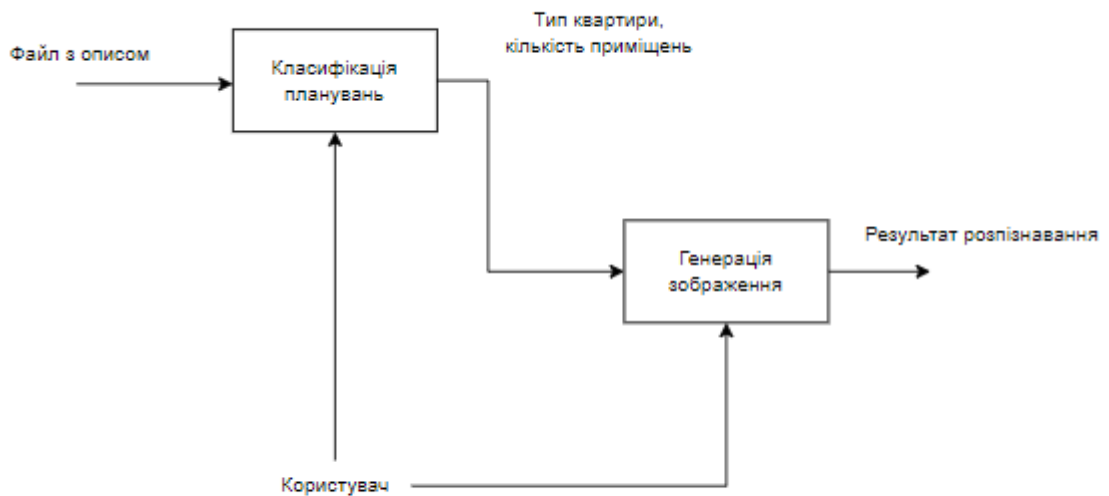 Файл з описом
Класифікація
планувань
Тип квартири,
кількість приміщень
Генерація
зображення
Результат розпізнавання
Користувач